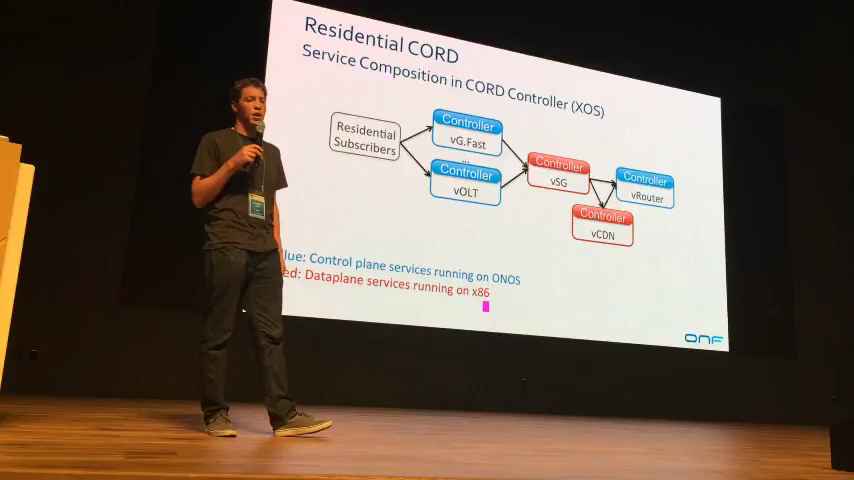 Residential CORD
Service Composition in CORD Controller (XOS)
Residential
Subscribers
Controller
vG.Fast
...
Controller
vOLT
Controller
vSG
Controller
vRouter
Controller
vCDN
lue: Control plane services running on ONOS
ed: Dataplane services running on x86
ONF